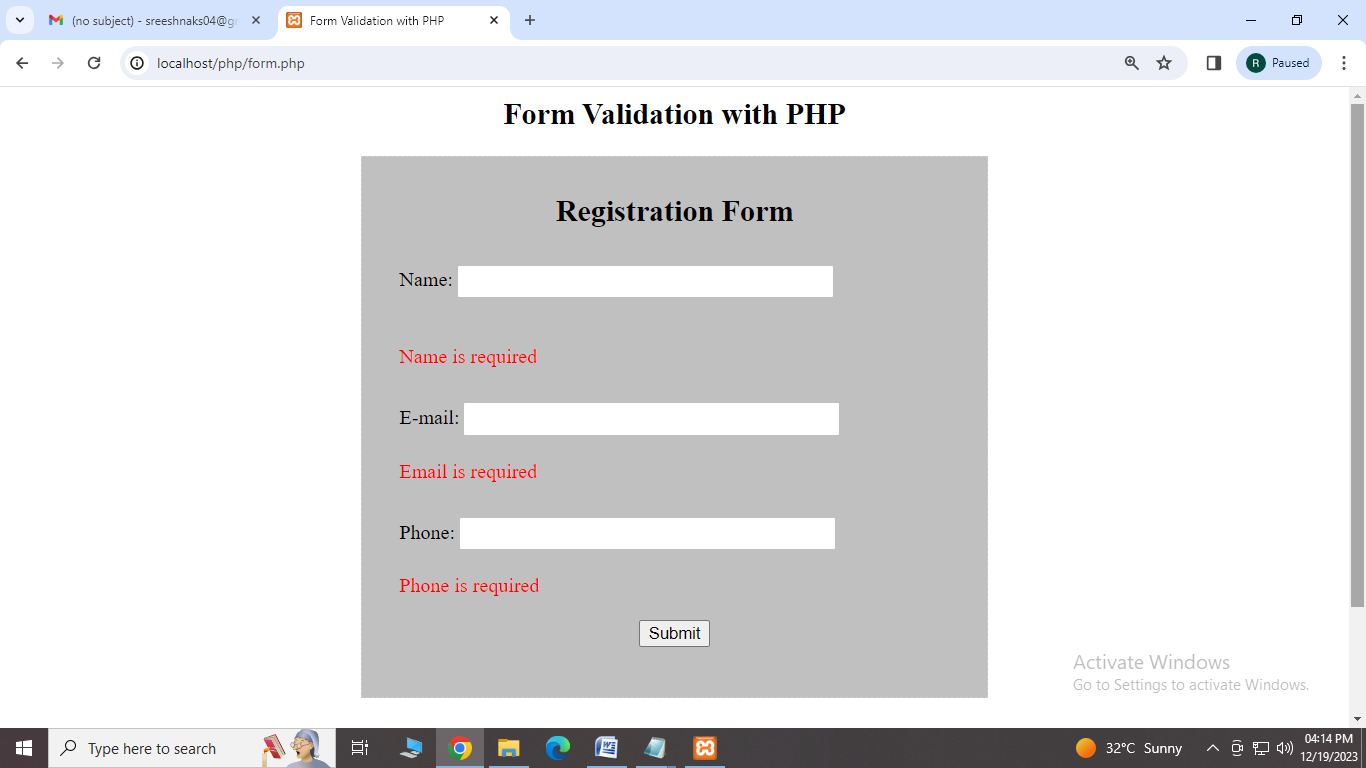 (no subject) - sreeshnaks04@g
Form Validation with PHP
localhost/php/form.php
R Paused
Form Validation with PHP
Registration Form
Name:
Name is required
E-mail:
Email is required
Phone:
Phone is required
Submit
Activate Windows
Go to Settings to activate Windows.
Type here to search
32°C Sunny
04:14 PM
12/19/2023